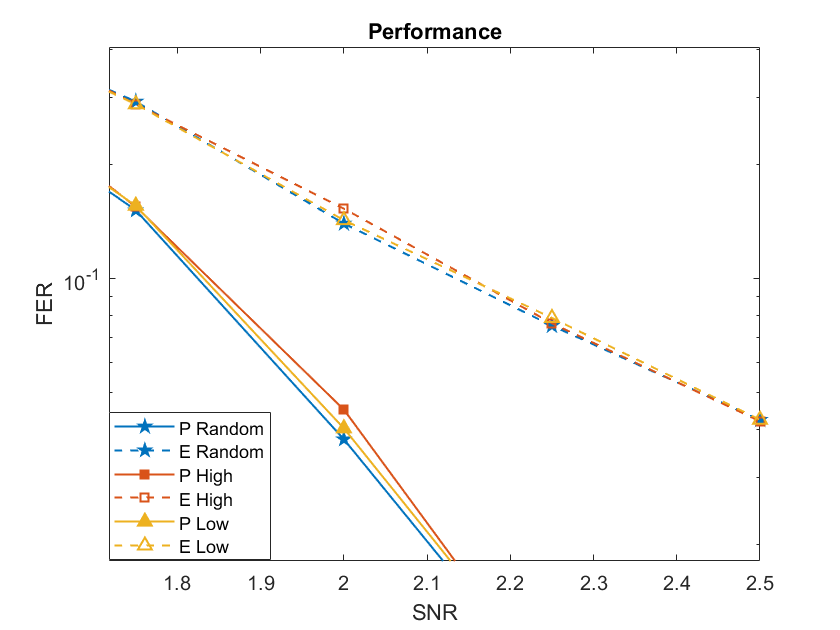 Performance
FER
10-1
P Random
E Random
P High
E High
P Low
E Low
1.8 1.9 2 2.1 2.2 2.3 2.4 2.5
SNR